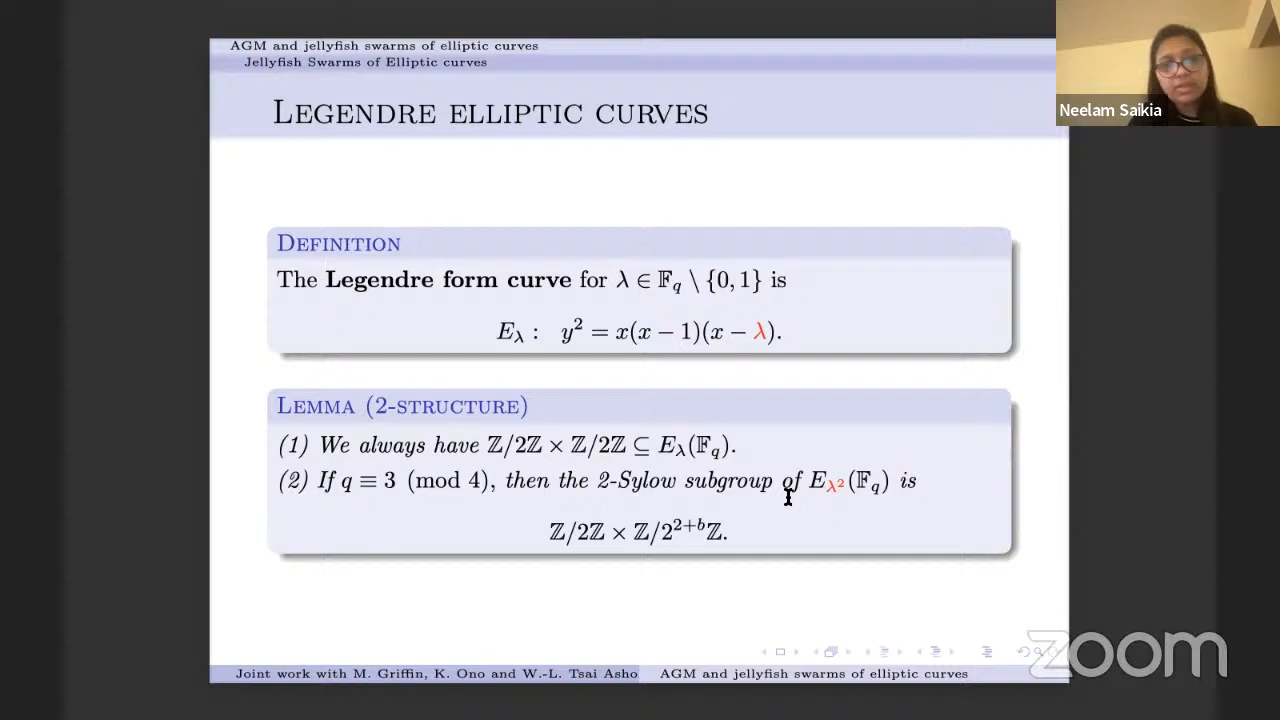 AGM and jellyfish swarms of elliptic curves
Jellyfish Swarms of Elliptic curves
LEGENDRE ELLIPTIC CURVES
Neelam Saikia
DEFINITION
The Legendre form curve for λ ∈ 𝔽_q \ {0, 1} is
E_λ : y² = x(x − 1)(x − λ).
LEMMA (2-STRUCTURE)
(1) We always have ℤ/2ℤ × ℤ/2ℤ ⊆ E_λ(𝔽_q).
(2) If q ≡ 3 (mod 4), then the 2-Sylow subgroup of E_{λ²}(𝔽_q) is
ℤ/2ℤ × ℤ/2^{2+b}ℤ.
zoom
Joint work with M. Griffin, K. Ono and W.-L. Tsai Asho
AGM and jellyfish swarms of elliptic curves